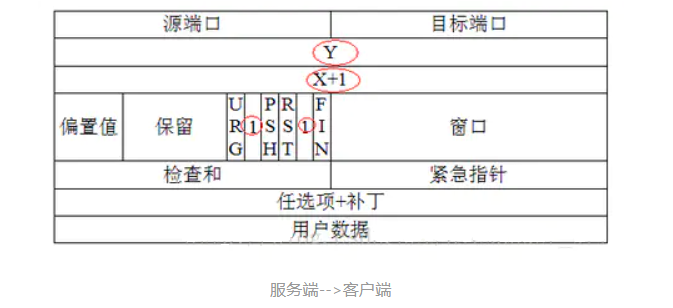 源端口 目标端口
Y
X+1
偏置值 保留 URG 1 PSH RST 1 FIN 窗口
检查和 紧急指针
任选项+补丁
用户数据
服务端-->客户端